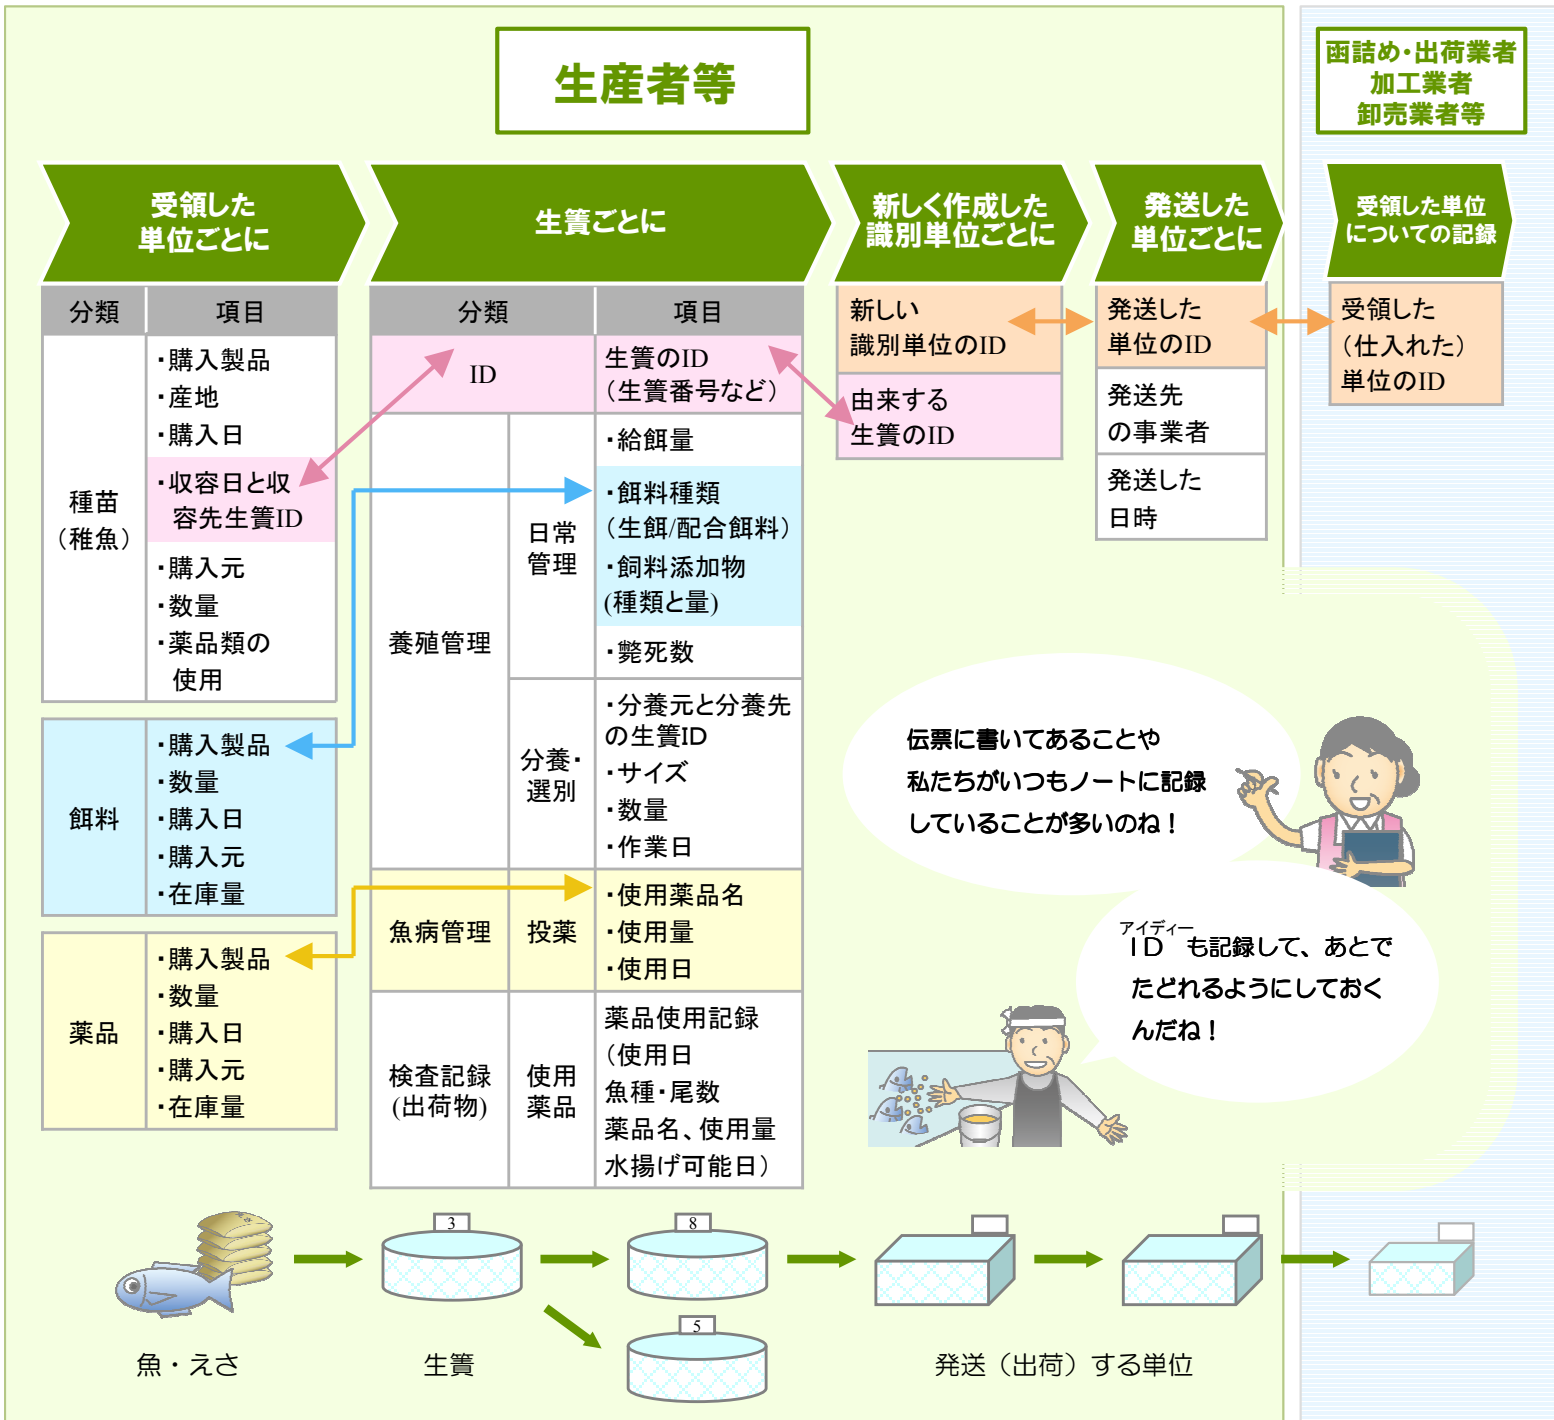 生産者等
函詰め・出荷業者
加工業者
卸売業者等
受領した
単位ごとに
生簀ごとに
新しく作成した
識別単位ごとに
発送した
単位ごとに
受領した単位
についての記録
分類
項目
種苗
（稚魚）
・購入製品
・産地
・購入日
・収容日と収
容先生簀ID
・購入元
・数量
・薬品類の
使用
餌料
・購入製品
・数量
・購入日
・購入元
・在庫量
薬品
・購入製品
・数量
・購入日
・購入元
・在庫量
分類
項目
ID
生簀のID
（生簀番号など）
養殖管理
日常
管理
・給餌量
・餌料種類
（生餌/配合餌料）
・飼料添加物
(種類と量)
・斃死数
分養・
選別
・分養元と分養先
の生簀ID
・サイズ
・数量
・作業日
魚病管理
投薬
・使用薬品名
・使用量
・使用日
検査記録
(出荷物)
使用
薬品
薬品使用記録
（使用日
魚種・尾数
薬品名、使用量
水揚げ可能日）
新しい
識別単位のID
由来する
生簀のID
発送した
単位のID
発送先
の事業者
発送した
日時
受領した
（仕入れた）
単位のID
伝票に書いてあることや
私たちがいつもノートに記録
していることが多いのね！
アイディー
ＩＤ も記録して、あとで
たどれるようにしておく
んだね！
3
8
5
魚・えさ
生簀
発送（出荷）する単位